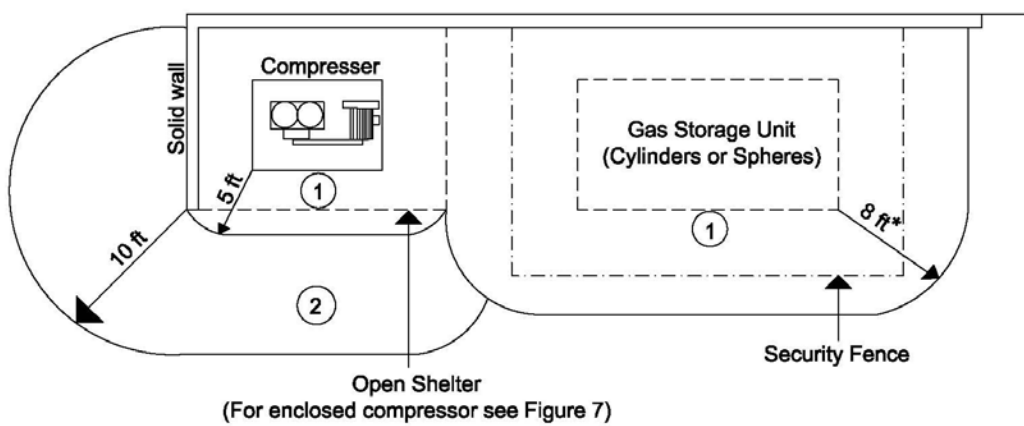 Solid wall
Compresser
5 ft
1
10 ft
2
Gas Storage Unit
(Cylinders or Spheres)
1
8 ft*
Security Fence
Open Shelter
(For enclosed compressor see Figure 7)